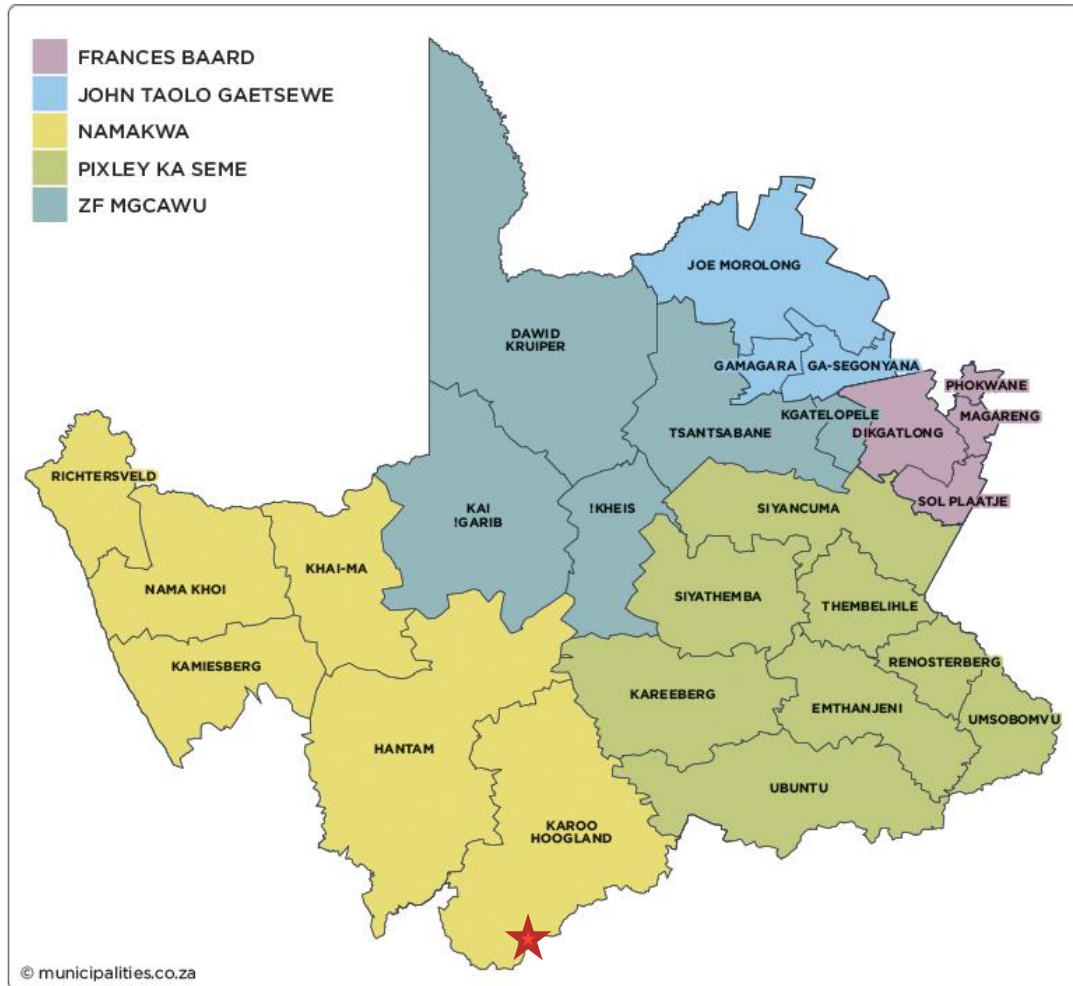 FRANCES BAARD
JOHN TAOLO GAETSEWE
NAMAKWA
PIXLEY KA SEME
ZF MGCAWU
JOE MOROLONG
DAWID
KRUIPER
GAMAGARA
GA-SEGONYANA
PHOKWANE
MAGARENG
KGATELOPELE
TSANTSABANE
DIKGATLONG
RICHTERSVELD
SOL PLAATJE
KAI
!GARIB
!KHEIS
SIYANCUMA
KHAI-MA
NAMA KHOI
SIYATHEMBA
THEMBELIHLE
KAMIESBERG
RENOSTERBERG
KAREEBERG
EMTHANJENI
UMSOBOMVU
HANTAM
UBUNTU
KAROO
HOOGLAND
© municipalities.co.za